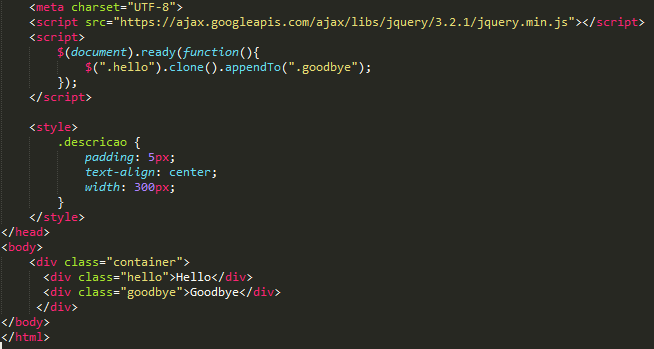 <meta charset="UTF-8">
<script src="https://ajax.googleapis.com/ajax/libs/jquery/3.2.1/jquery.min.js"></script>
<script>
$(document).ready(function(){
$(".hello").clone().appendTo(".goodbye");
});
</script>
<style>
.descricao {
padding: 5px;
text-align: center;
width: 300px;
}
</style>
</head>
<body>
<div class="container">
<div class="hello">Hello</div>
<div class="goodbye">Goodbye</div>
</div>
</body>
</html>